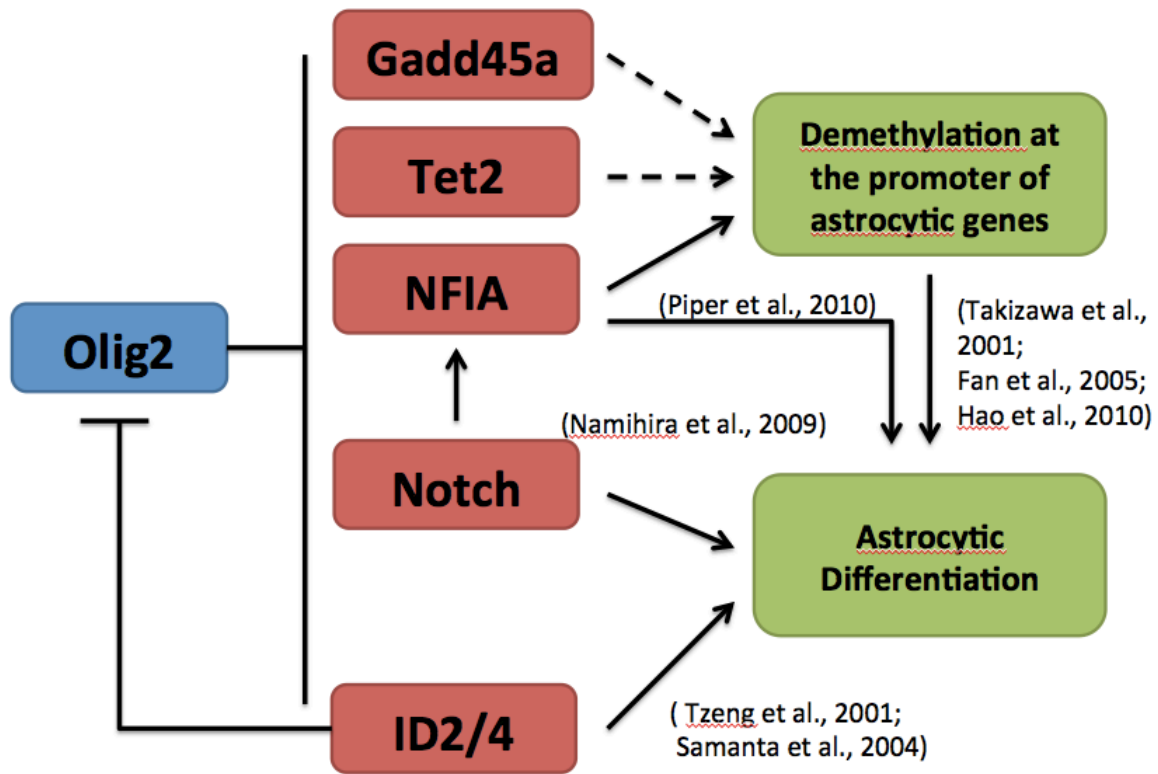 Gadd45a
Tet2
NFIA
Olig2
Notch
ID2/4
Demethylation at
the promoter of
astrocytic genes
(Piper et al., 2010)
(Takizawa et al.,
2001;
Fan et al., 2005;
Hao et al., 2010)
(Namihira et al., 2009)
Astrocytic
Differentiation
( Tzeng et al., 2001;
Samanta et al., 2004)